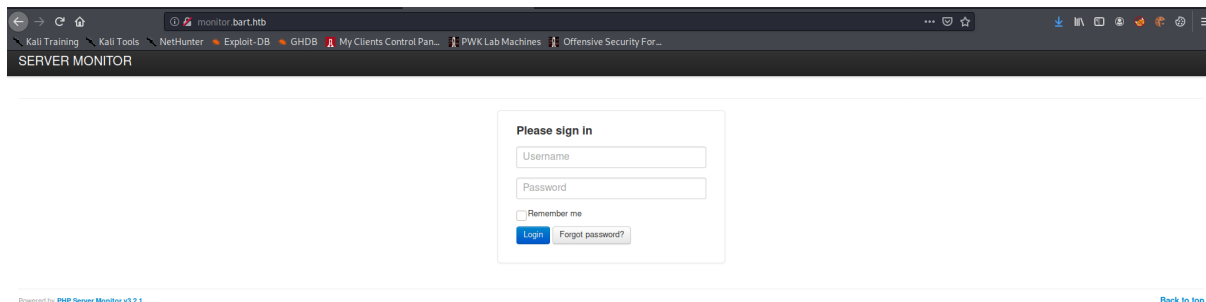 monitor.bart.htb
Kali Training Kali Tools NetHunter Exploit-DB GHDB My Clients Control Pan... PWK Lab Machines Offensive Security For...
SERVER MONITOR
Please sign in
Username
Password
Remember me
Login Forgot password?
Powered by PHP Server Monitor v3.2.1 Back to top